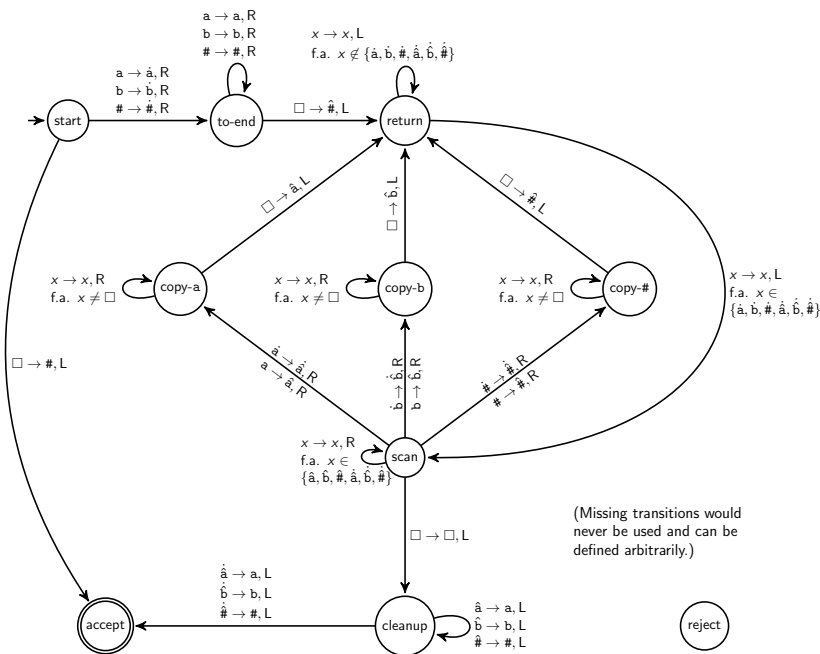 a → a, R
b → b, R
# → #, R
x → x, L
f.a. x ∉ {ȧ, ḃ, #̇, â̇, b̂̇, #̂̇}
a → ȧ, R
b → ḃ, R
# → #̇, R
start
to-end
□ → #̂, L
return
□ → â, L
□ → b̂, L
□ → #̂, L
x → x, R
f.a. x ≠ □
copy-a
x → x, R
f.a. x ≠ □
copy-b
x → x, R
f.a. x ≠ □
copy-#
x → x, L
f.a. x ∈
{ȧ, ḃ, #̇, â̇, b̂̇, #̂̇}
□ → #, L
ȧ → â̇, R
a → â, R
ḃ → b̂̇, R
b → b̂, R
#̇ → #̂̇, R
# → #̂, R
x → x, R
f.a. x ∈
{â, b̂, #̂, â̇, b̂̇, #̂̇}
scan
□ → □, L
(Missing transitions would
never be used and can be
defined arbitrarily.)
â̇ → a, L
b̂̇ → b, L
#̂̇ → #, L
accept
cleanup
â → a, L
b̂ → b, L
#̂ → #, L
reject